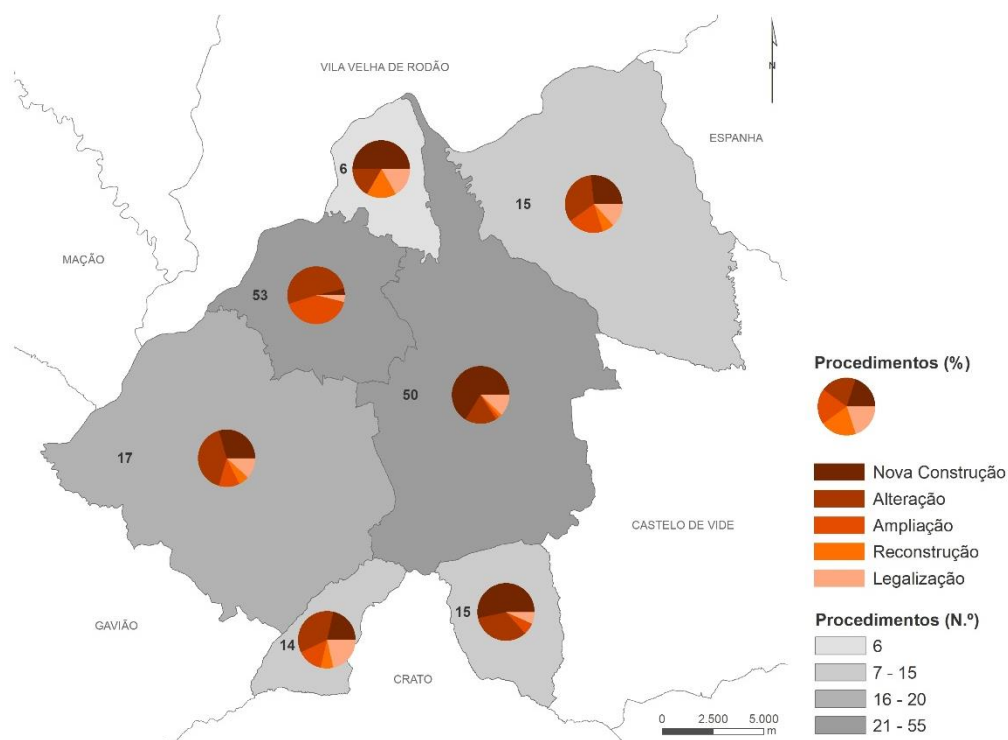 VILA VELHA DE RODÃO
N
ESPANHA
6
15
MAÇÃO
53
50
17
CASTELO DE VIDE
GAVIÃO
14
15
CRATO
Procedimentos (%)
Nova Construção
Alteração
Ampliação
Reconstrução
Legalização
Procedimentos (N.º)
6
7 - 15
16 - 20
21 - 55
0 2.500 5.000
m